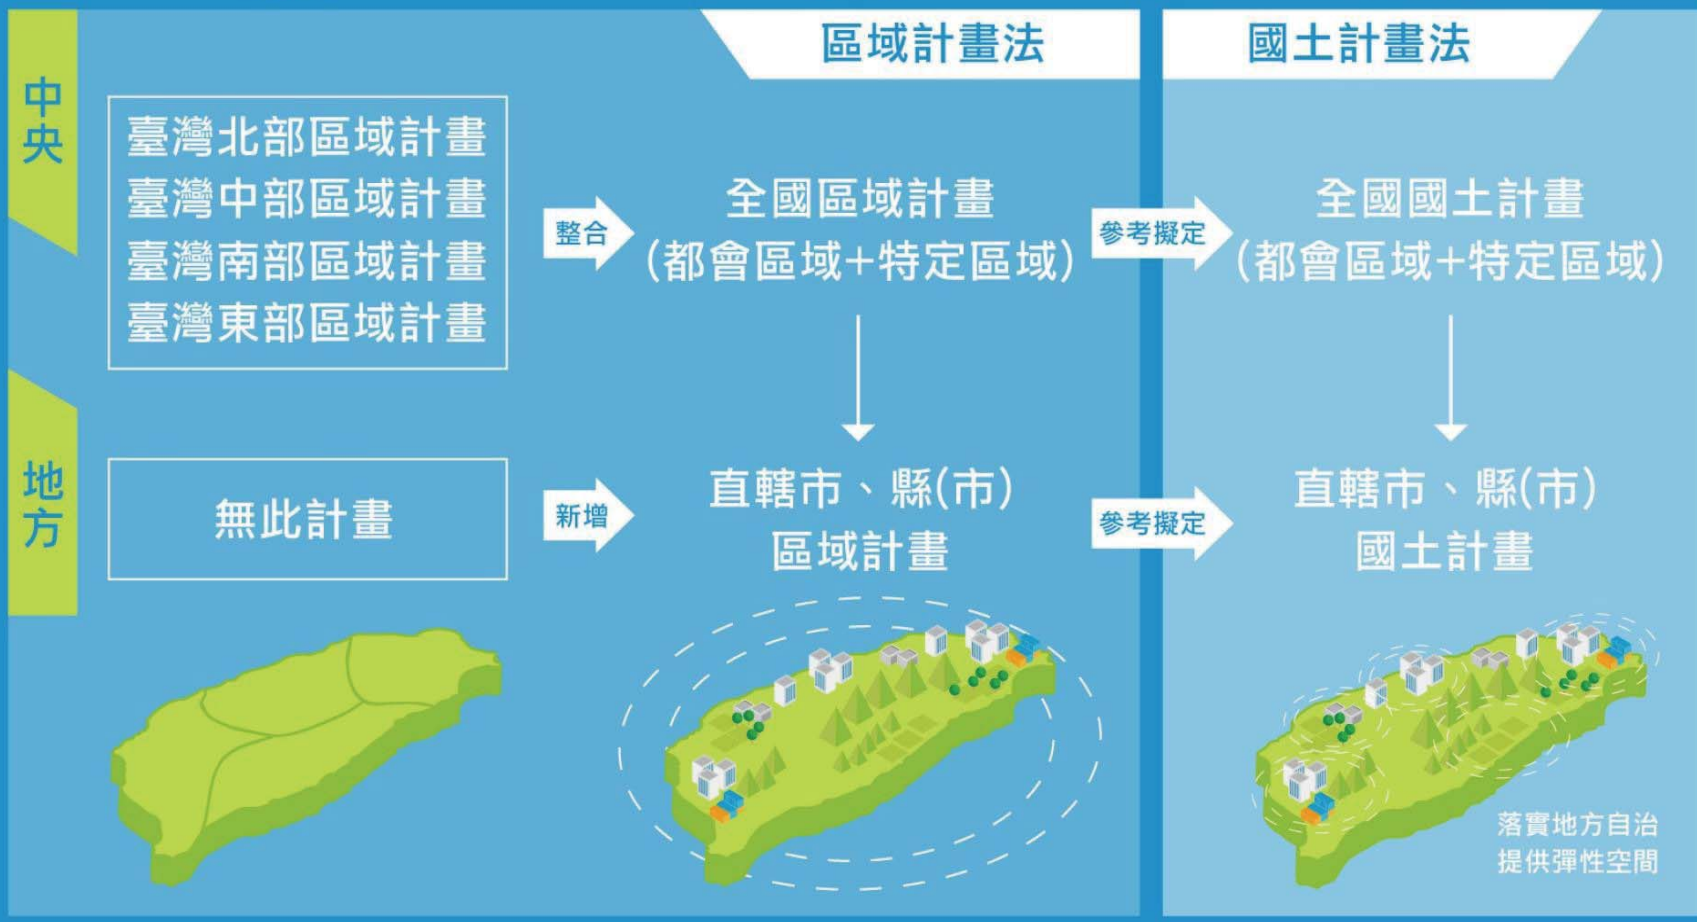 區域計畫法
國土計畫法
中央
臺灣北部區域計畫
臺灣中部區域計畫
臺灣南部區域計畫
臺灣東部區域計畫
整合
全國區域計畫
(都會區域+特定區域)
參考擬定
全國國土計畫
(都會區域+特定區域)
地方
無此計畫
新增
直轄市、縣(市)
區域計畫
參考擬定
直轄市、縣(市)
國土計畫
落實地方自治
提供彈性空間